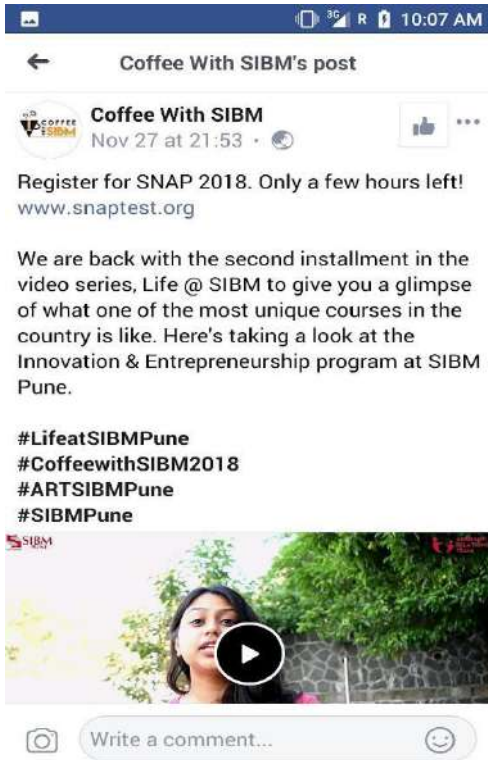 3G R 10:07 AM
Coffee With SIBM's post
COFFEE
SIBM
Coffee With SIBM
Nov 27 at 21:53 ·
Register for SNAP 2018. Only a few hours left!
www.snaptest.org
We are back with the second installment in the
video series, Life @ SIBM to give you a glimpse
of what one of the most unique courses in the
country is like. Here's taking a look at the
Innovation & Entrepreneurship program at SIBM
Pune.
#LifeatSIBMPune
#CoffeewithSIBM2018
#ARTSIBMPune
#SIBMPune
SIBM
Write a comment...